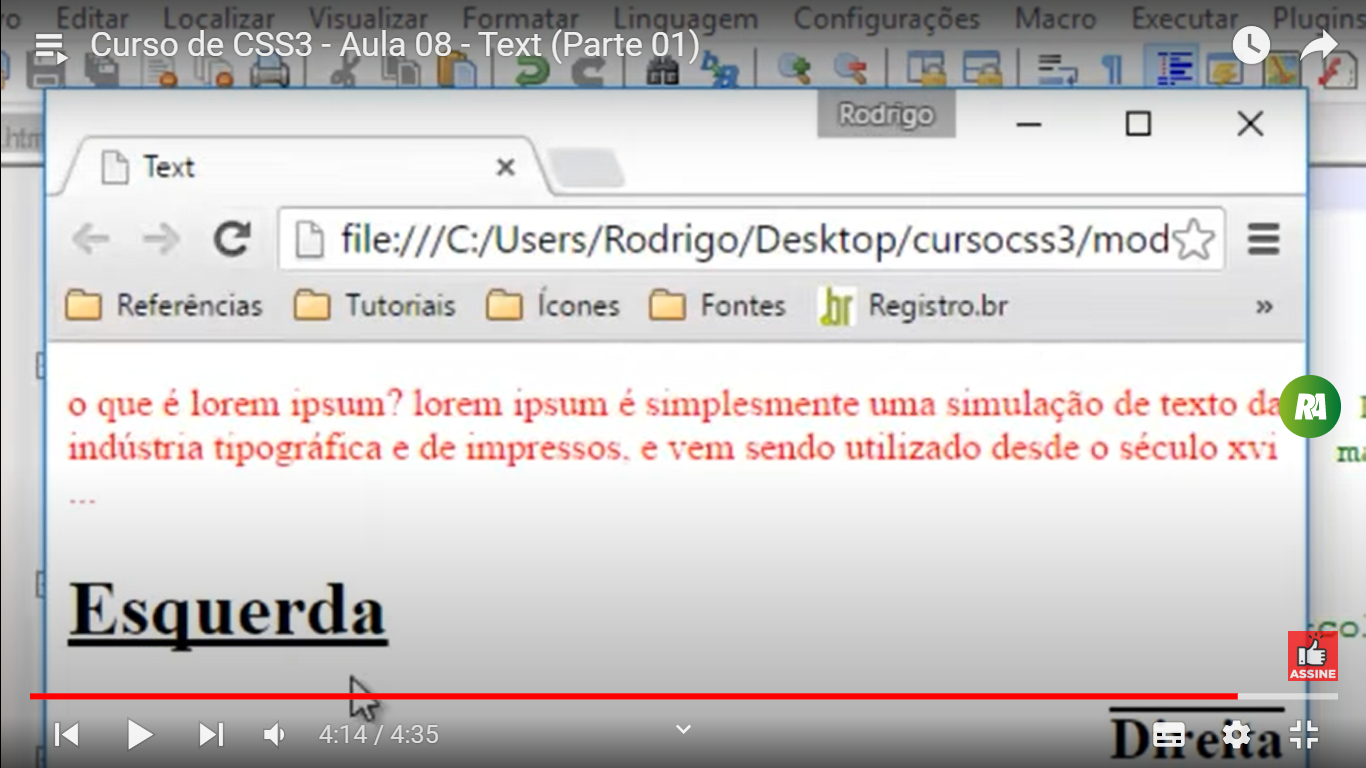 Editar Localizar Visualizar Formatar Linguagem Configurações Macro Executar Plugins
Curso de CSS3 - Aula 08 - Text (Parte 01)
Rodrigo
Text
file:///C:/Users/Rodrigo/Desktop/cursocss3/mod
Referências Tutoriais Ícones Fontes Registro.br »
o que é lorem ipsum? lorem ipsum é simplesmente uma simulação de texto da
indústria tipográfica e de impressos, e vem sendo utilizado desde o século xvi
...
RA
Esquerda
ASSINE
Direita
4:14 / 4:35